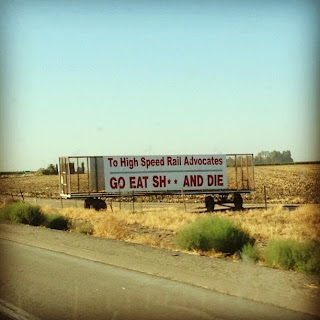 To High Speed Rail Advocates
GO EAT SH** AND DIE